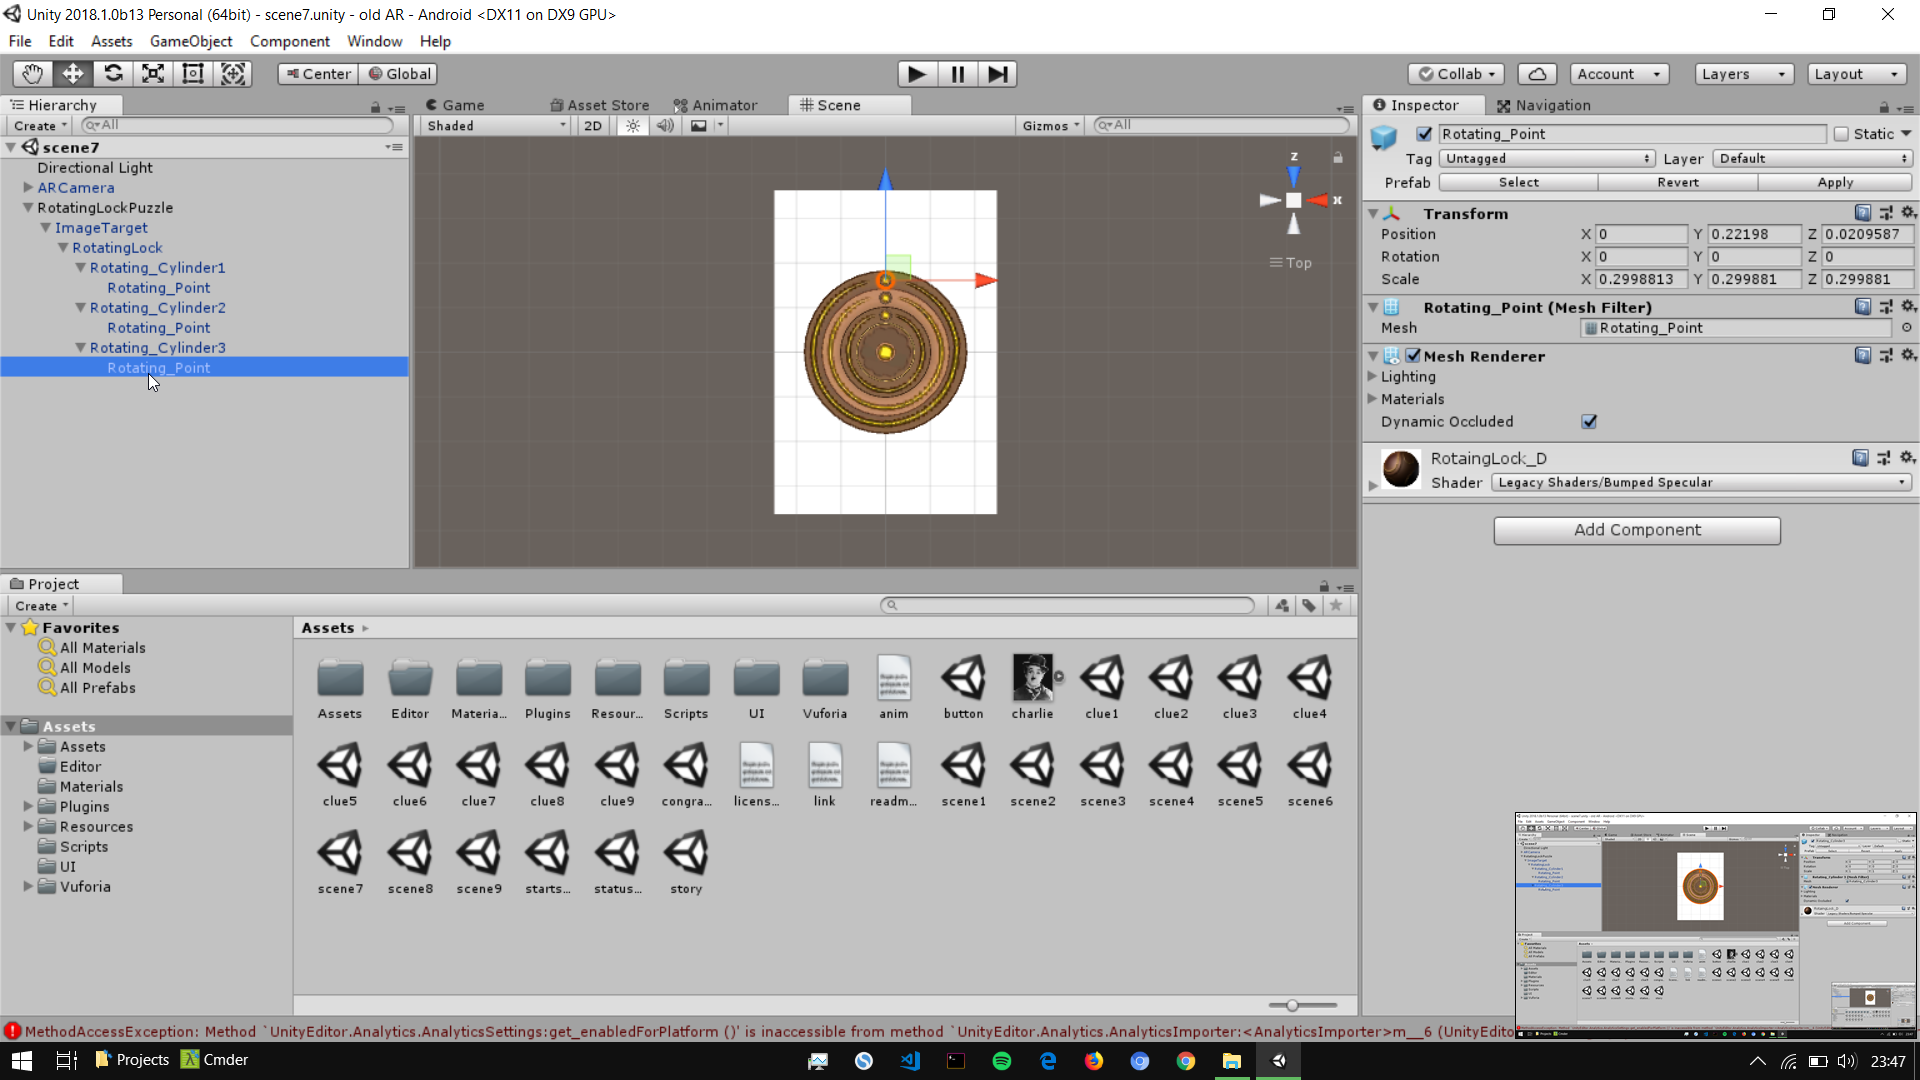 Unity 2018.1.0b13 Personal (64bit) - scene7.unity - old AR - Android <DX11 on DX9 GPU>
File Edit Assets GameObject Component Window Help
Center Global Collab Account Layers Layout
Hierarchy Game Asset Store Animator Scene Inspector Navigation
Create All Shaded 2D Gizmos All
scene7
Directional Light
ARCamera
RotatingLockPuzzle
ImageTarget
RotatingLock
Rotating_Cylinder1
Rotating_Point
Rotating_Cylinder2
Rotating_Point
Rotating_Cylinder3
Rotating_Point
z
x
Top
Rotating_Point Static
Tag Untagged Layer Default
Prefab Select Revert Apply
Transform
Position X 0 Y 0.22198 Z 0.0209587
Rotation X 0 Y 0 Z 0
Scale X 0.2998813 Y 0.299881 Z 0.299881
Rotating_Point (Mesh Filter)
Mesh Rotating_Point
Mesh Renderer
Lighting
Materials
Dynamic Occluded
RotaingLock_D
Shader Legacy Shaders/Bumped Specular
Add Component
Project
Create
Favorites
All Materials
All Models
All Prefabs
Assets
Assets
Editor
Materials
Plugins
Resources
Scripts
UI
Vuforia
Assets
Assets Editor Materia... Plugins Resour... Scripts UI Vuforia anim button charlie clue1 clue2 clue3 clue4
clue5 clue6 clue7 clue8 clue9 congra... licens... link readm... scene1 scene2 scene3 scene4 scene5 scene6
scene7 scene8 scene9 starts... status... story
MethodAccessException: Method `UnityEditor.Analytics.AnalyticsSettings:get_enabledForPlatform ()' is inaccessible from method `UnityEditor.Analytics.AnalyticsImporter:<AnalyticsImporter>m__6 (UnityEdito
Projects Cmder 23:47